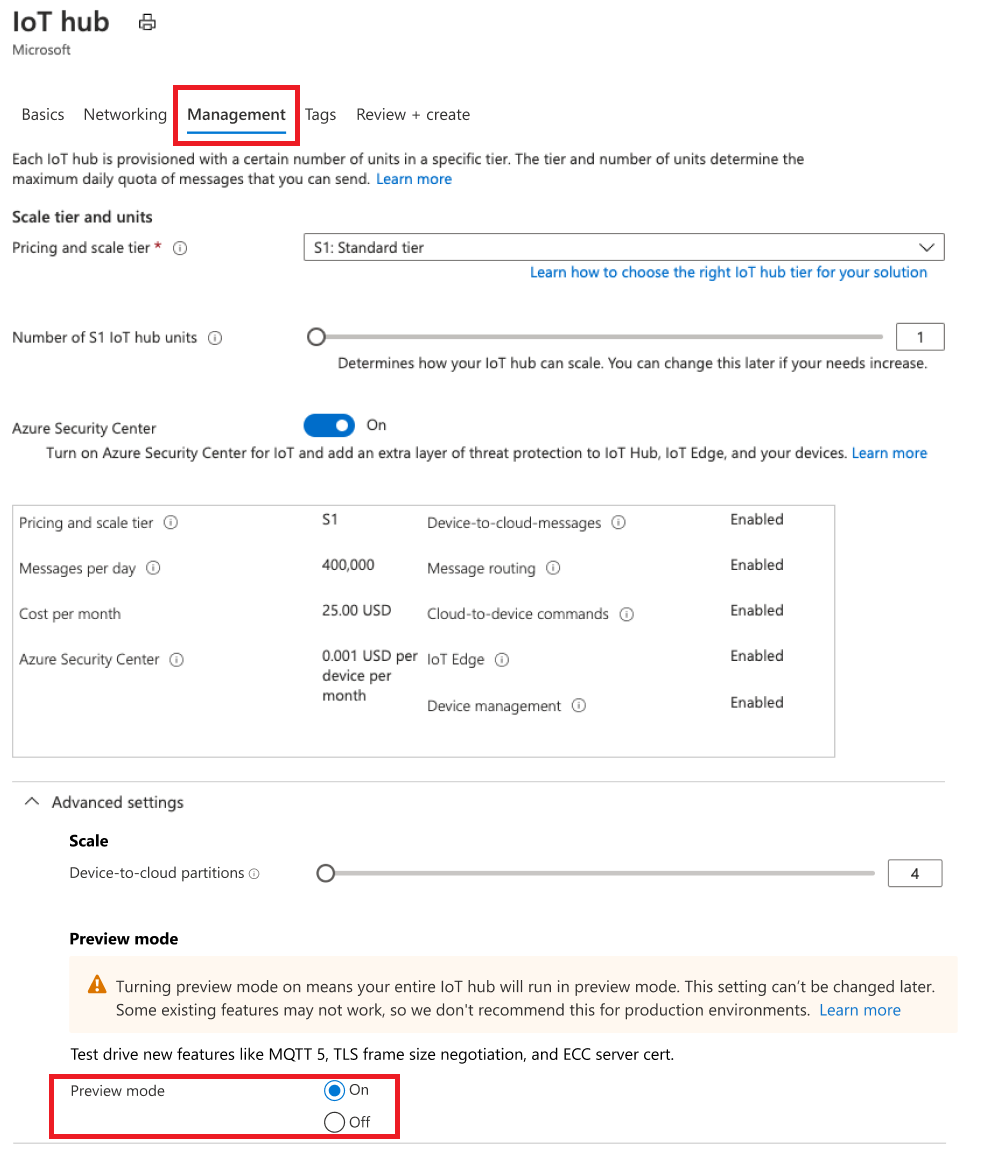 IoT hub
Microsoft
Basics Networking Management Tags Review + create
Each IoT hub is provisioned with a certain number of units in a specific tier. The tier and number of units determine the
maximum daily quota of messages that you can send. Learn more
Scale tier and units
Pricing and scale tier * S1: Standard tier
Learn how to choose the right IoT hub tier for your solution
Number of S1 IoT hub units 1
Determines how your IoT hub can scale. You can change this later if your needs increase.
Azure Security Center On
Turn on Azure Security Center for IoT and add an extra layer of threat protection to IoT Hub, IoT Edge, and your devices. Learn more
Pricing and scale tier S1 Device-to-cloud-messages Enabled
Messages per day 400,000 Message routing Enabled
Cost per month 25.00 USD Cloud-to-device commands Enabled
Azure Security Center 0.001 USD per IoT Edge Enabled
device per
month
Device management Enabled
Advanced settings
Scale
Device-to-cloud partitions 4
Preview mode
Turning preview mode on means your entire IoT hub will run in preview mode. This setting can’t be changed later.
Some existing features may not work, so we don't recommend this for production environments. Learn more
Test drive new features like MQTT 5, TLS frame size negotiation, and ECC server cert.
Preview mode On
Off